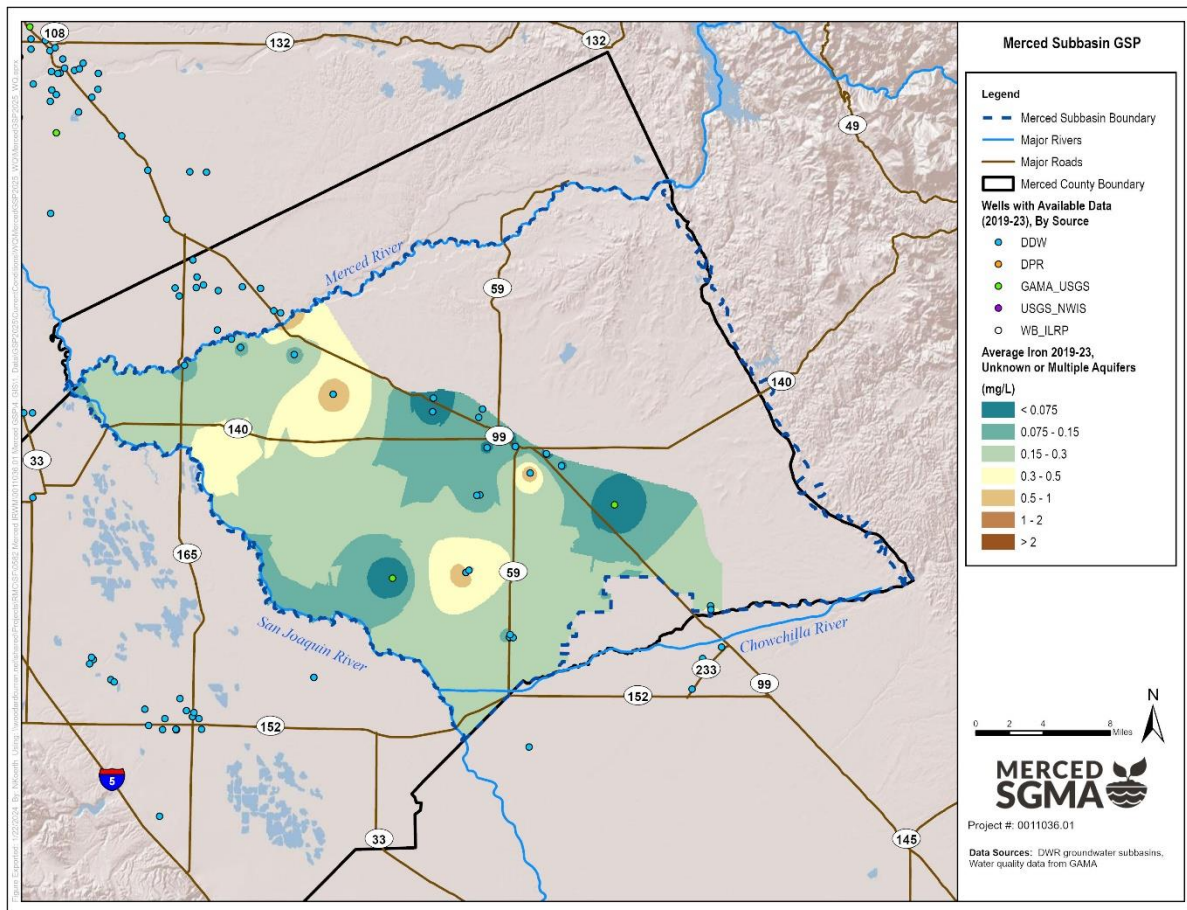 108
132
132
49
Merced River
59
140
140
99
33
165
59
San Joaquin River
Chowchilla River
233
152
99
152
5
33
145
Merced Subbasin GSP
Legend
Merced Subbasin Boundary
Major Rivers
Major Roads
Merced County Boundary
Wells with Available Data
(2019-23), By Source
DDW
DPR
GAMA_USGS
USGS_NWIS
WB_ILRP
Average Iron 2019-23,
Unknown or Multiple Aquifers
(mg/L)
< 0.075
0.075 - 0.15
0.15 - 0.3
0.3 - 0.5
0.5 - 1
1 - 2
> 2
N
0 2 4 8
Miles
MERCED
SGMA
Project #: 0011036.01
Data Sources: DWR groundwater subbasins,
Water quality data from GAMA